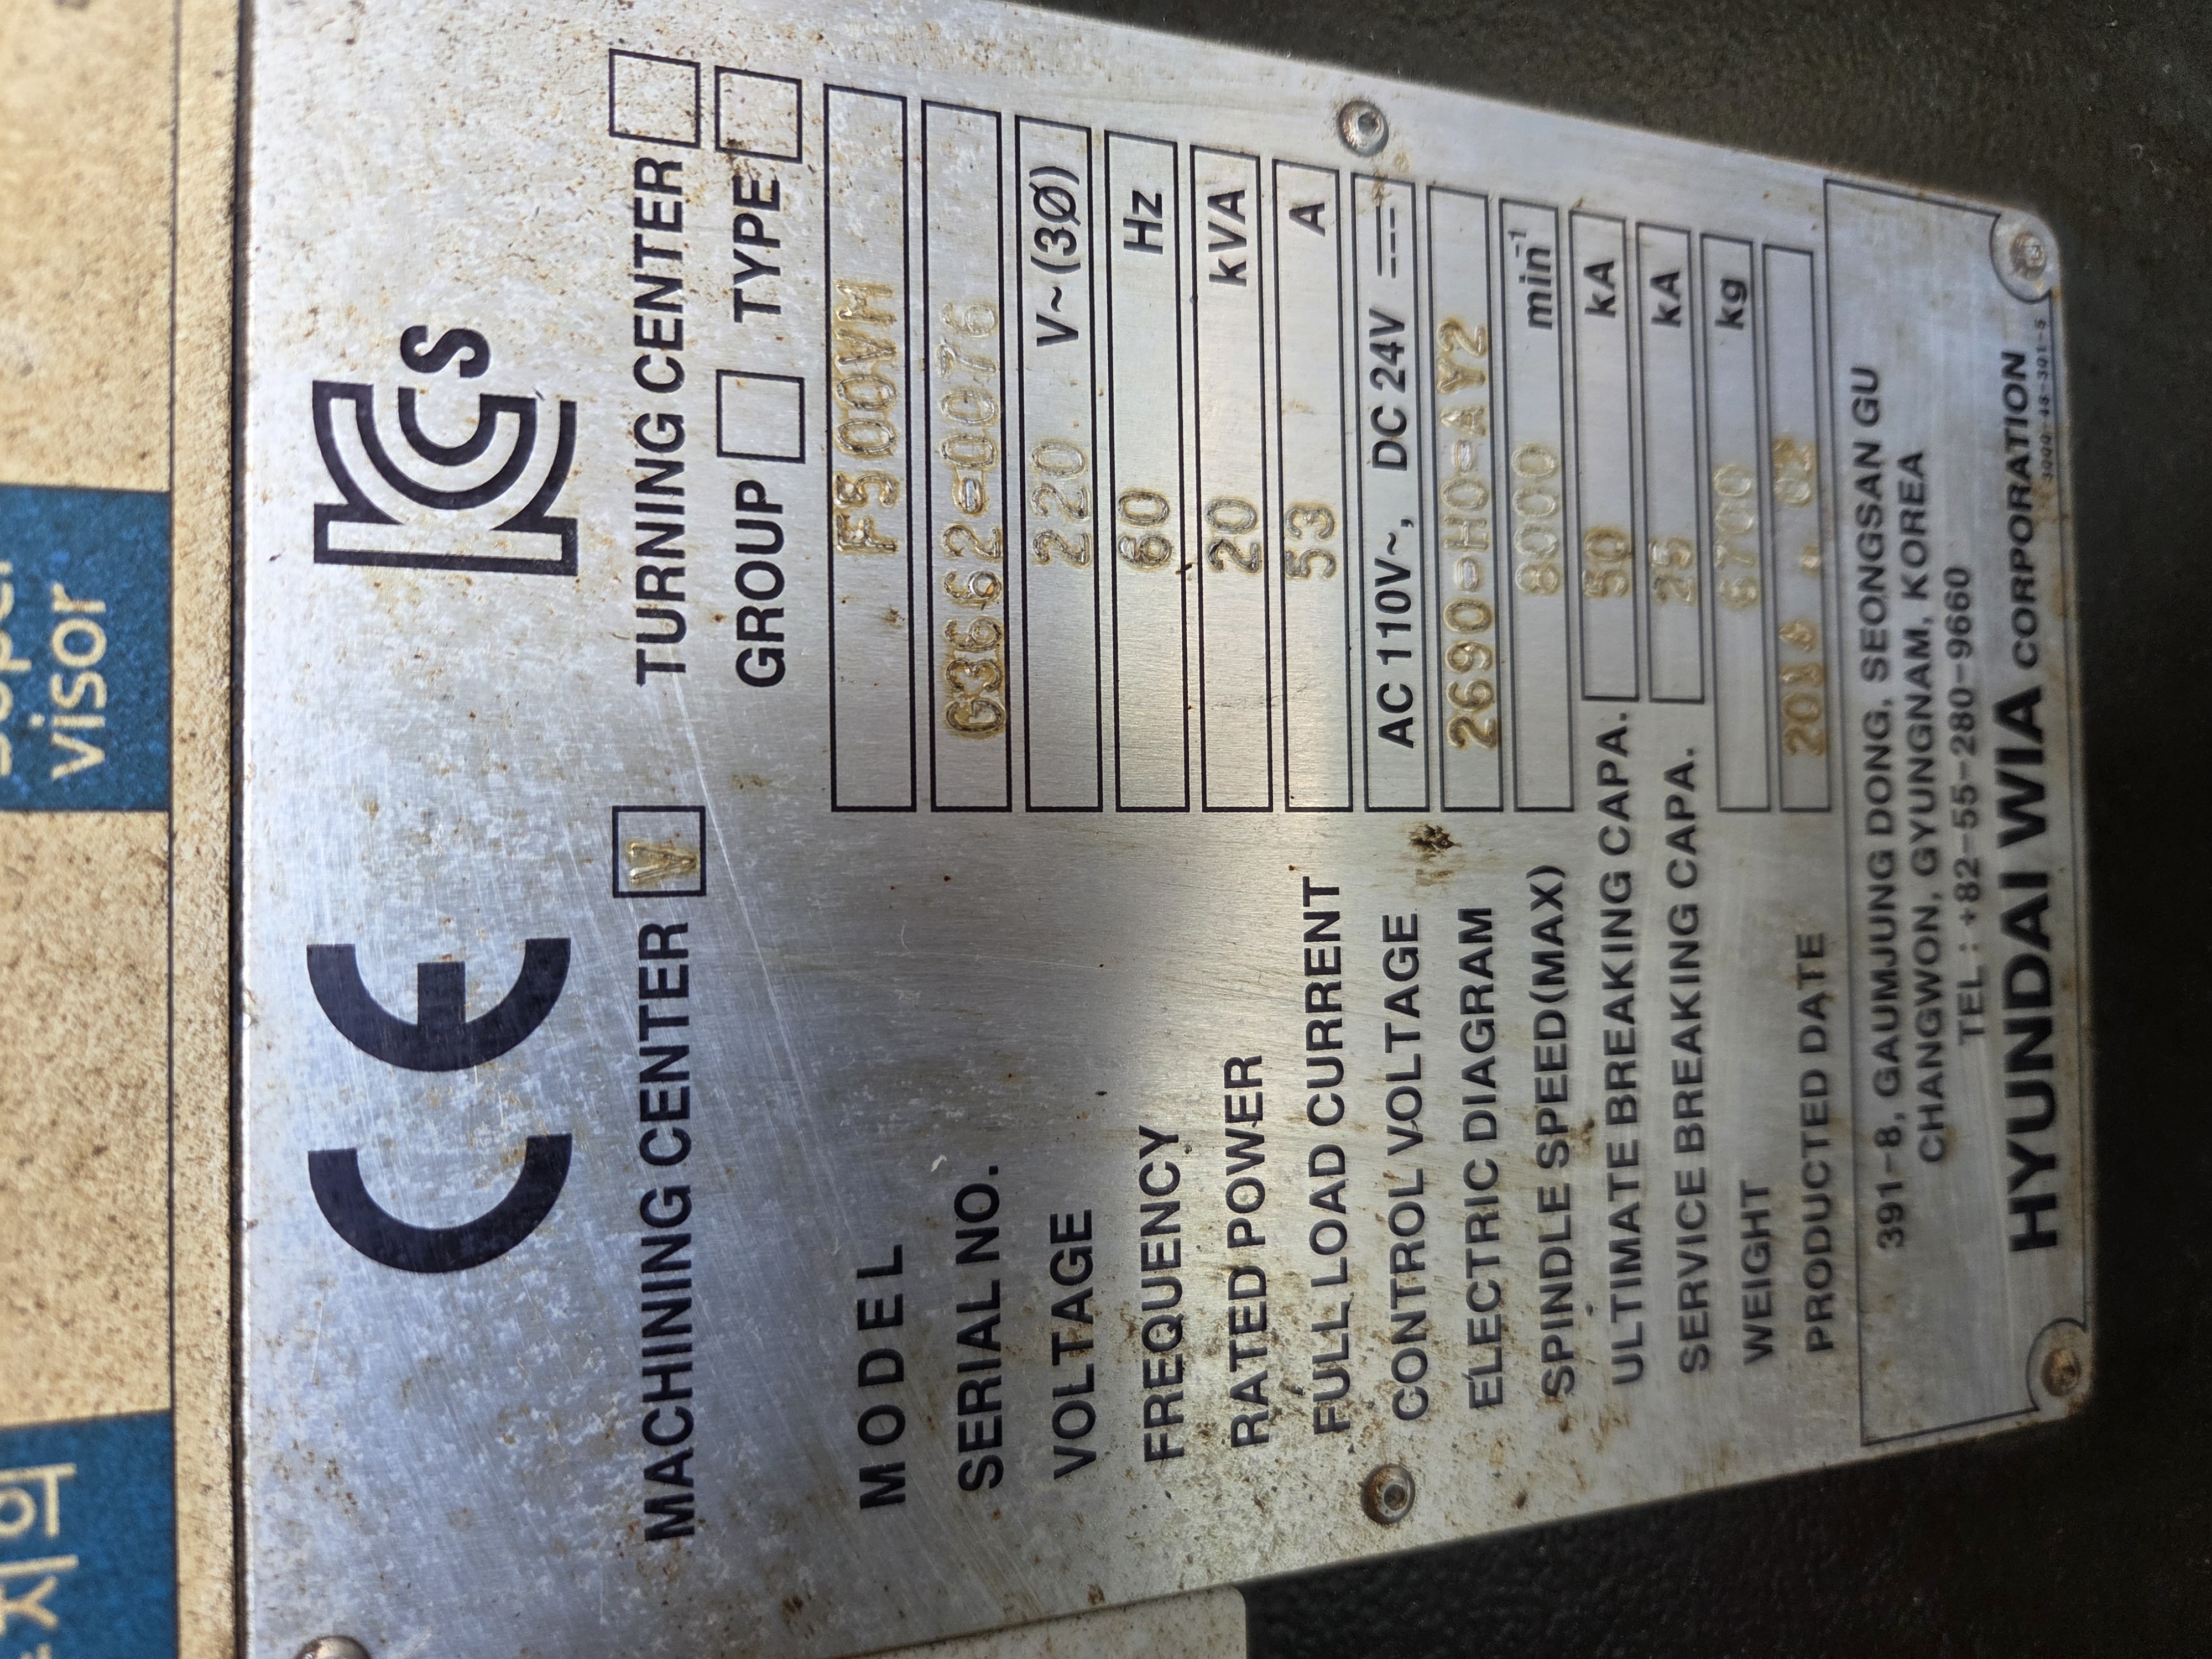 visor
CE
KCs
MACHINING CENTER V TURNING CENTER
GROUP TYPE
MODEL F500VM
SERIAL NO. G3662-0076
VOLTAGE 220 V~(3Ø)
FREQUENCY 60 Hz
RATED POWER 20 kVA
FULL LOAD CURRENT 53 A
CONTROL VOLTAGE AC 110V~, DC 24V
ELECTRIC DIAGRAM 2690-H0-AY2
SPINDLE SPEED(MAX) 8000 min⁻¹
ULTIMATE BREAKING CAPA. 50 kA
SERVICE BREAKING CAPA. 25 kA
WEIGHT kg
PRODUCTED DATE
391-8, GAUMJUNG DONG, SEONGSAN GU
CHANGWON, GYUNGNAM, KOREA
TEL : +82-55-280-9660
HYUNDAI WIA CORPORATION